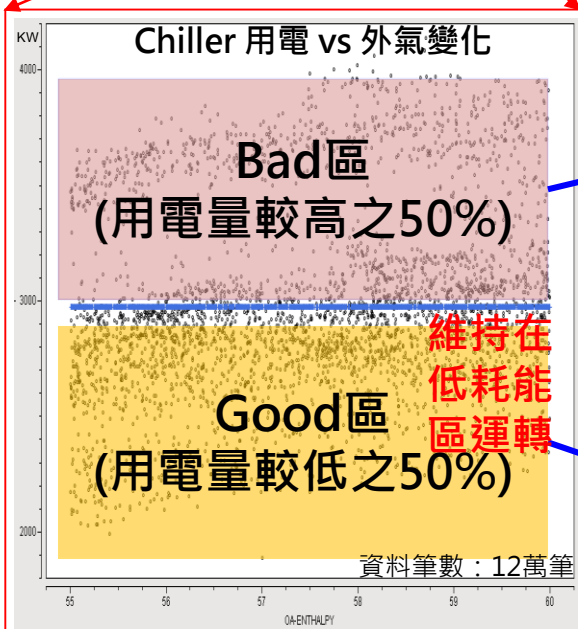 KW
Chiller 用電 vs 外氣變化
4000
Bad區
(用電量較高之50%)
3000
維持在
低耗能
區運轉
Good區
(用電量較低之50%)
2000
資料筆數：12萬筆
55 56 57 58 59 60
OA-ENTHALPY